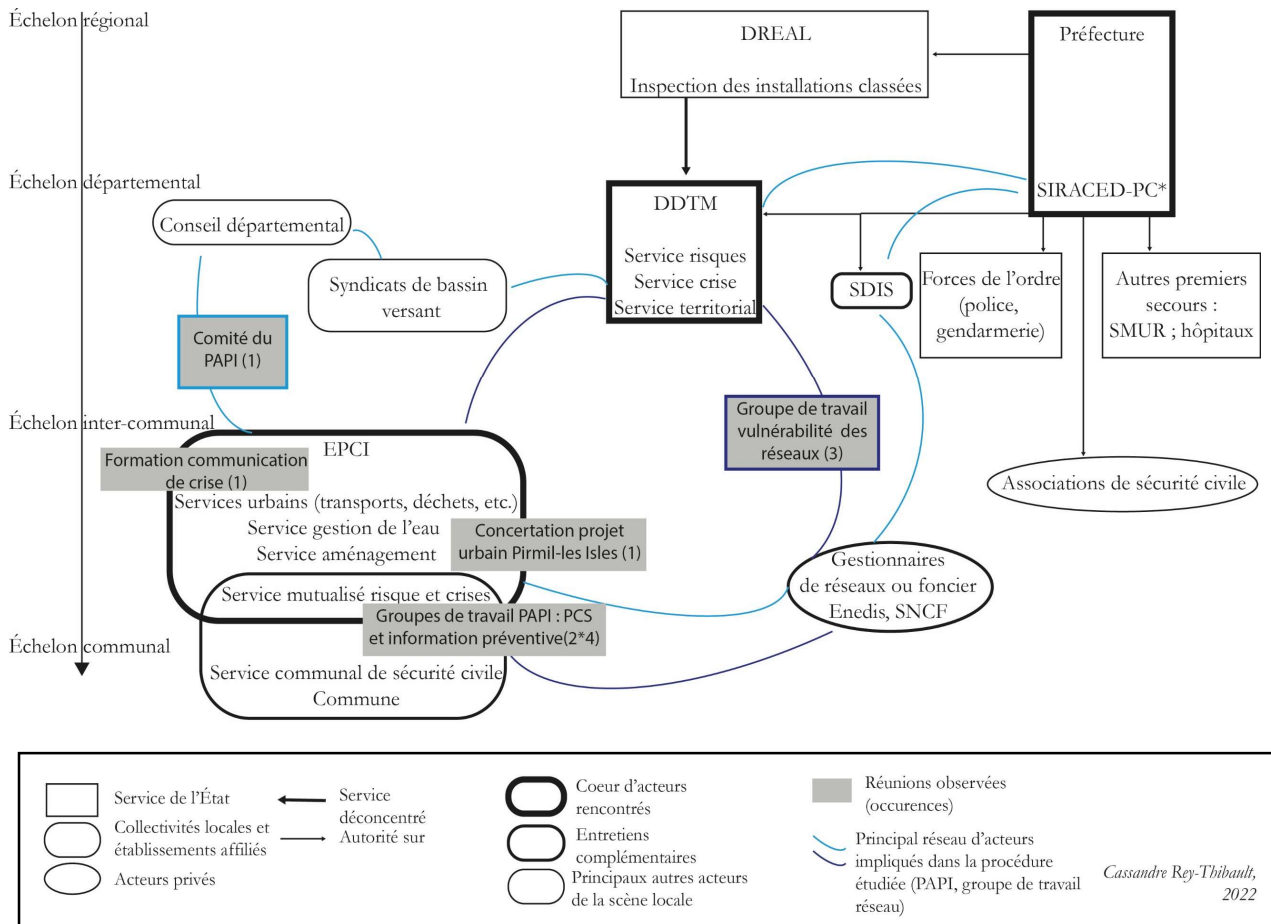 Échelon régional
DREAL
Inspection des installations classées
Préfecture
SIRACED-PC*
Échelon départemental
Conseil départemental
Syndicats de bassin
versant
DDTM
Service risques
Service crise
Service territorial
SDIS
Forces de l'ordre
(police,
gendarmerie)
Autres premiers
secours :
SMUR ; hôpitaux
Comité du
PAPI (1)
Échelon inter-communal
EPCI
Formation communication
de crise (1)
Services urbains (transports, déchets, etc.)
Service gestion de l'eau
Service aménagement
Concertation projet
urbain Pirmil-les Isles (1)
Groupe de travail
vulnérabilité des
réseaux (3)
Associations de sécurité civile
Gestionnaires
de réseaux ou foncier
Enedis, SNCF
Service mutualisé risque et crises
Groupes de travail PAPI : PCS
et information préventive(2*4)
Échelon communal
Service communal de sécurité civile
Commune
Service de l'État
Collectivités locales et
établissements affiliés
Acteurs privés
Service
déconcentré
Autorité sur
Coeur d'acteurs
rencontrés
Entretiens
complémentaires
Principaux autres acteurs
de la scène locale
Réunions observées
(occurences)
Principal réseau d'acteurs
impliqués dans la procédure
étudiée (PAPI, groupe de travail
réseau)
Cassandre Rey-Thibault,
2022